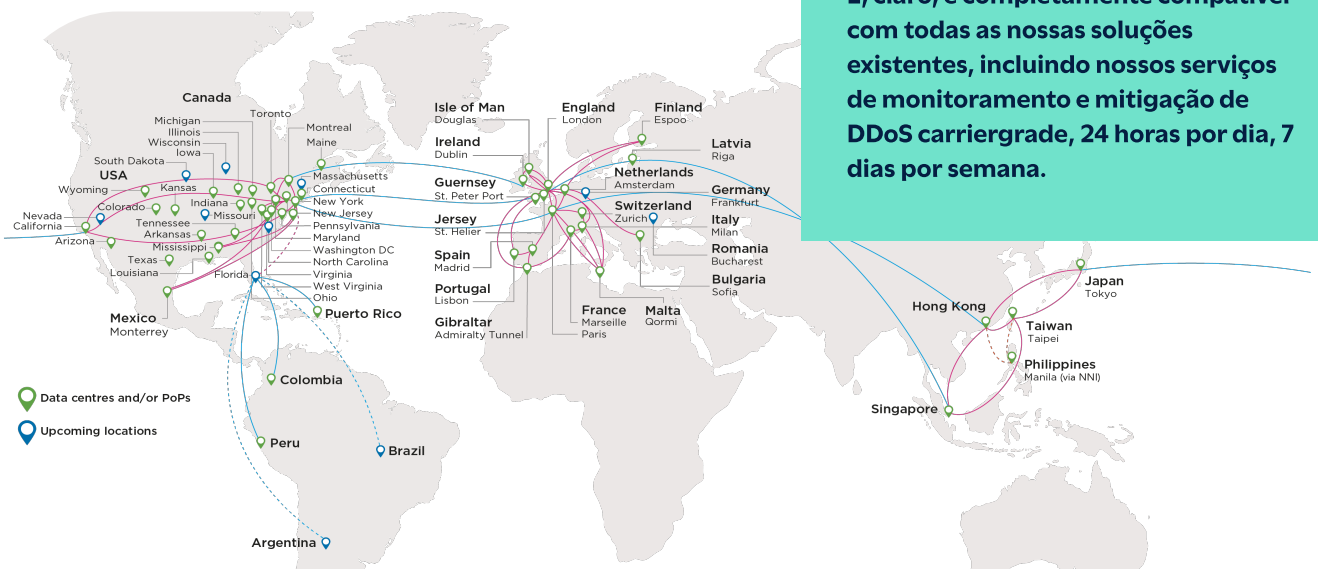 E, claro, é completamente compatível
com todas as nossas soluções
existentes, incluindo nossos serviços
de monitoramento e mitigação de
DDoS carriergrade, 24 horas por dia, 7
dias por semana.
Canada
Toronto
Michigan
Illinois
Wisconsin
Iowa
South Dakota
USA
Wyoming
Kansas
Colorado
Indiana
Nevada
California
Missouri
Tennessee
Arkansas
Arizona
Mississippi
Texas
Louisiana
Florida
Montreal
Maine
Massachusetts
Connecticut
New York
New Jersey
Pennsylvania
Maryland
Washington DC
North Carolina
Virginia
West Virginia
Ohio
Mexico
Monterrey
Puerto Rico
Colombia
Peru
Brazil
Argentina
Isle of Man
Douglas
Ireland
Dublin
Guernsey
St. Peter Port
Jersey
St. Helier
Spain
Madrid
Portugal
Lisbon
Gibraltar
Admiralty Tunnel
England
London
Finland
Espoo
Latvia
Riga
Netherlands
Amsterdam
Germany
Frankfurt
Switzerland
Zurich
Italy
Milan
Romania
Bucharest
Bulgaria
Sofia
France
Marseille
Paris
Malta
Qormi
Japan
Tokyo
Hong Kong
Taiwan
Taipei
Philippines
Manila (via NNI)
Singapore
Data centres and/or PoPs
Upcoming locations